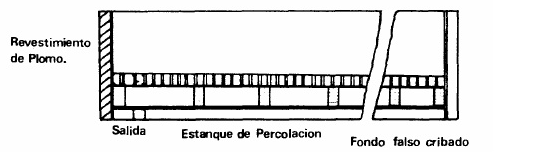 Revestimiento
de Plomo.
Salida
Estanque de Percolacion
Fondo falso cribado